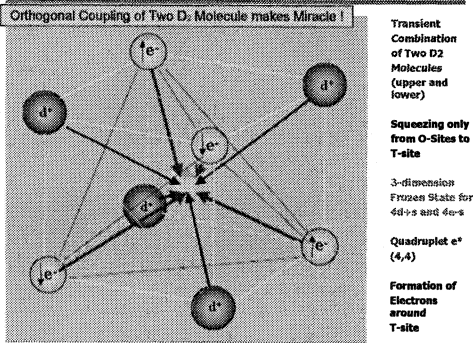 Orthogonal Coupling of Two D₂ Molecule makes Miracle !
e-
d+
d+
e-
d+
e-
e-
d+
Transient
Combination
of Two D2
Molecules
(upper and
lower)
Squeezing only
from O-Sites to
T-site
3-dimension
Frozen State for
4d+s and 4e-s
Quadruplet e*
(4,4)
Formation of
Electrons
around
T-site